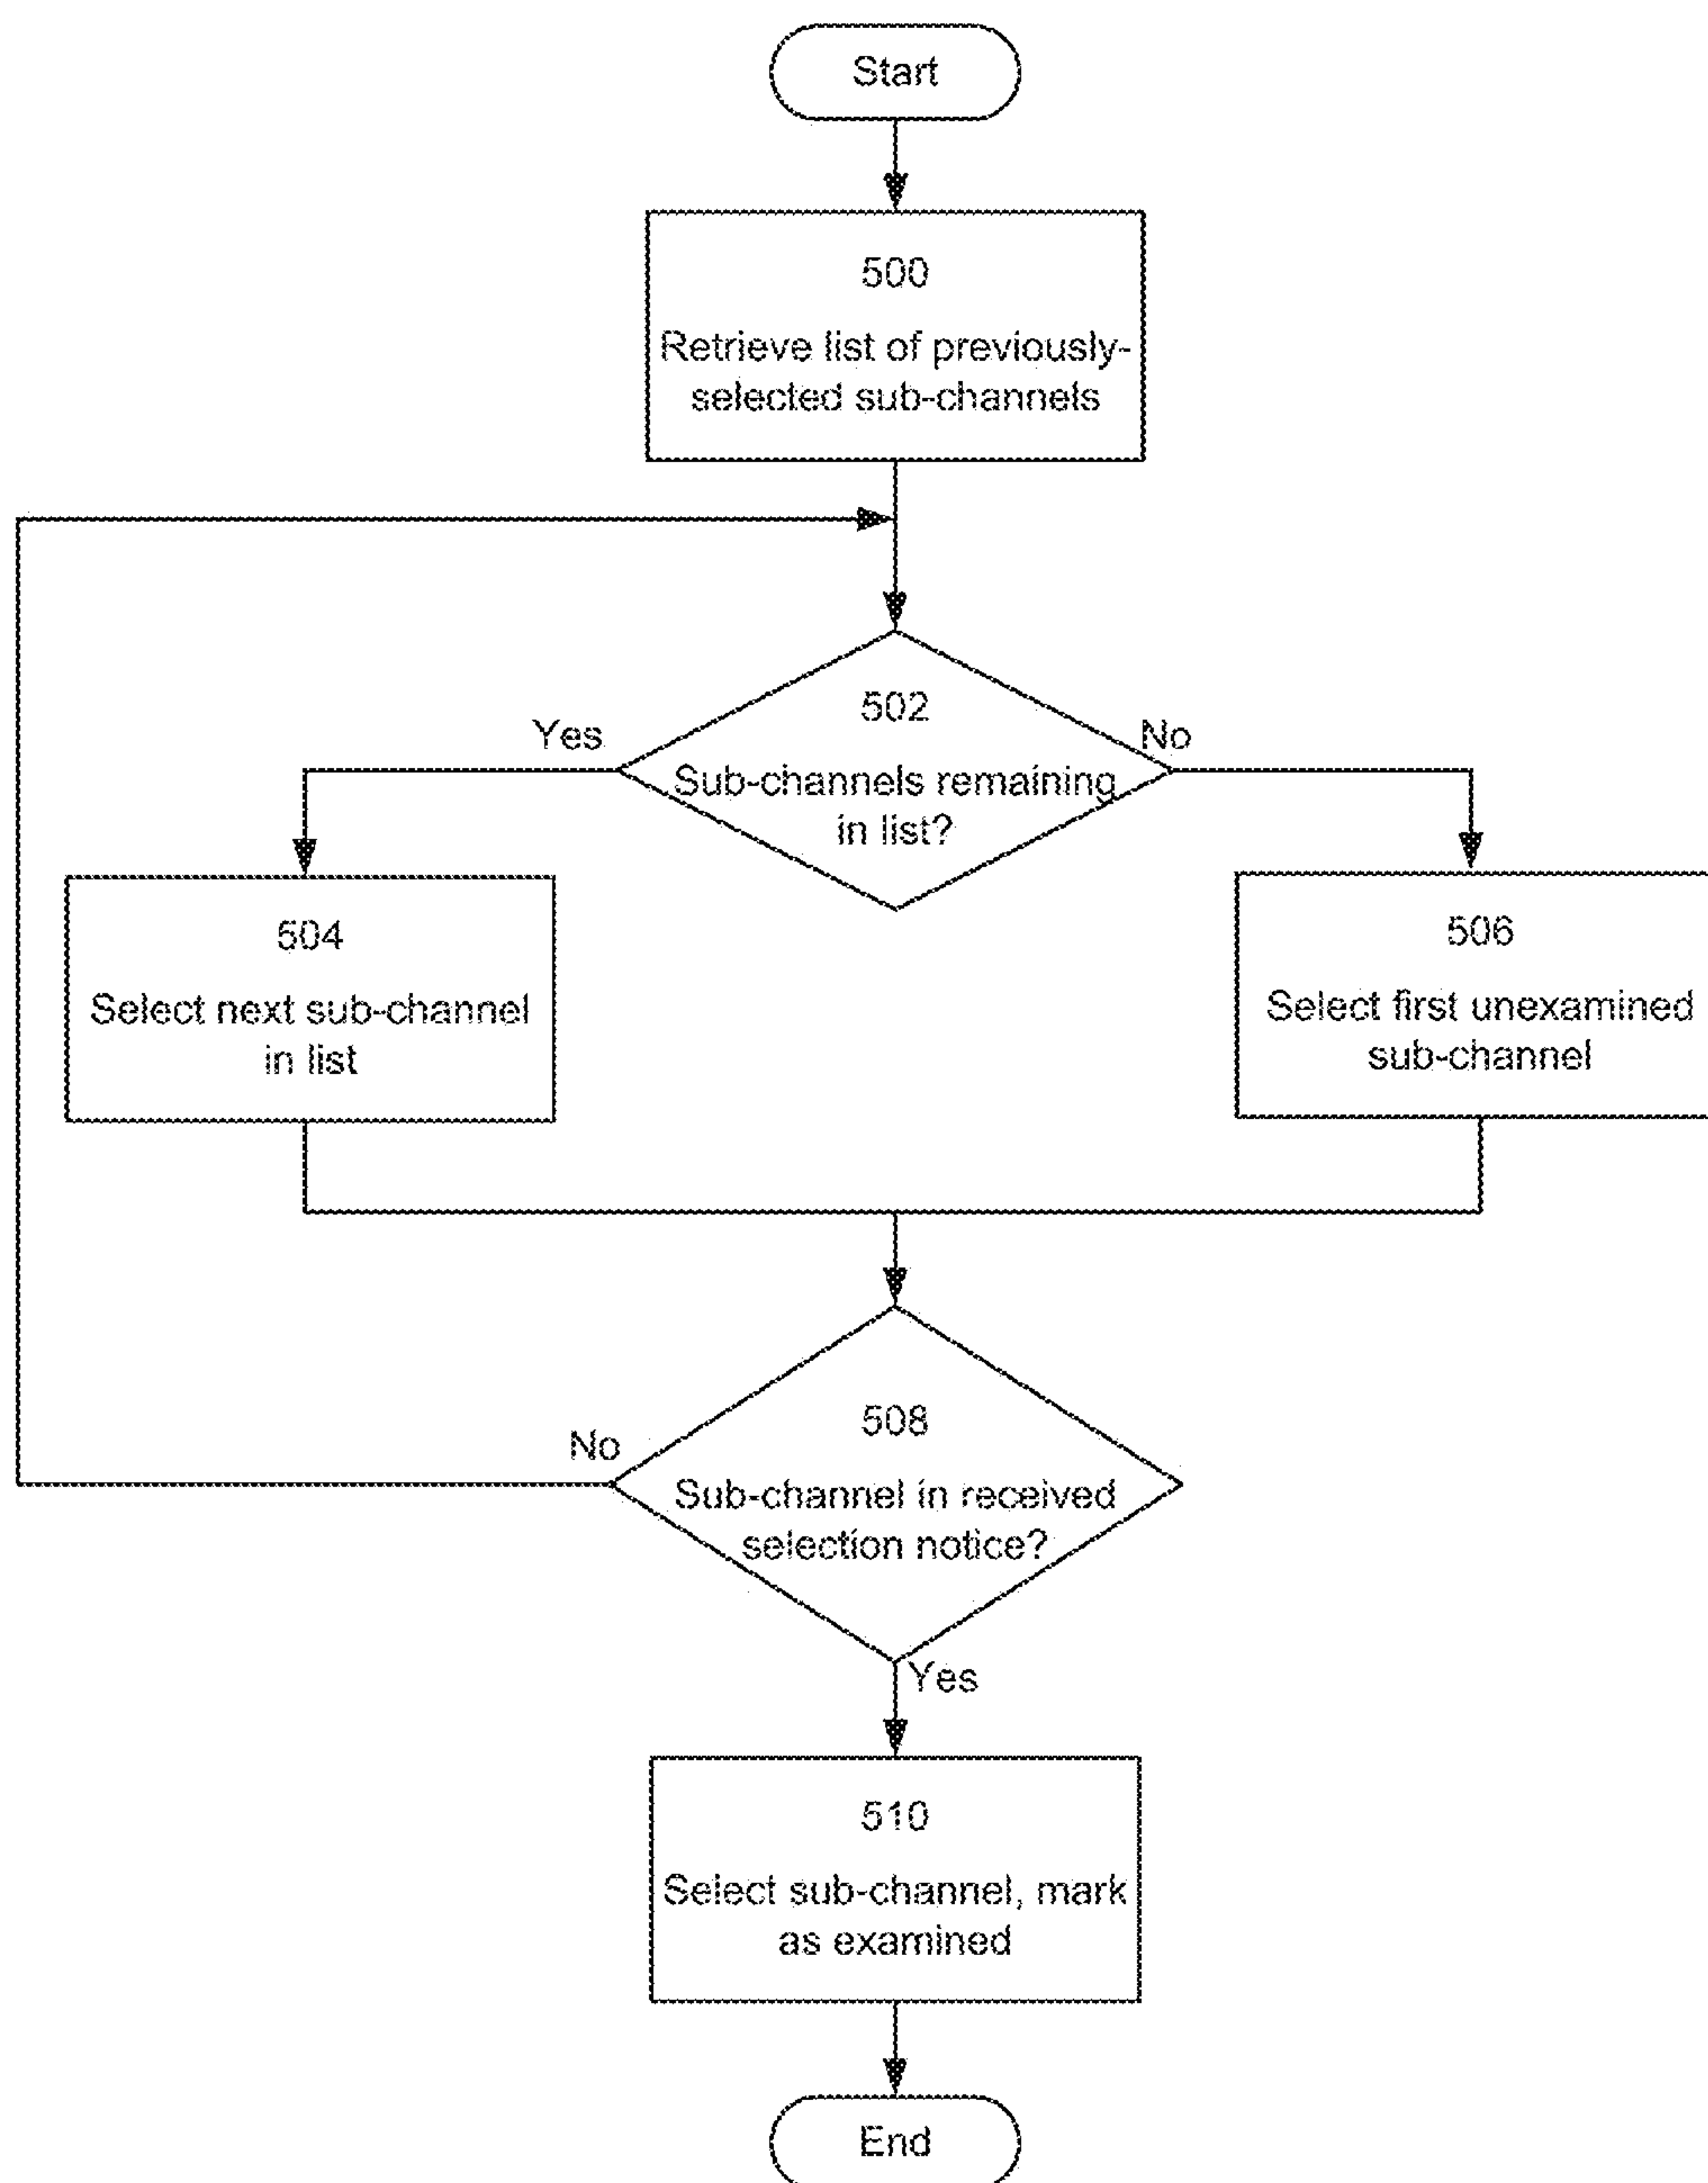 Start
500
Retrieve list of previously-
selected sub-channels
502
Yes
No
Sub-channels remaining
in list?
504
Select next sub-channel
in list
506
Select first unexamined
sub-channel
508
No
Sub-channel in received
selection notice?
Yes
510
Select sub-channel, mark
as examined
End